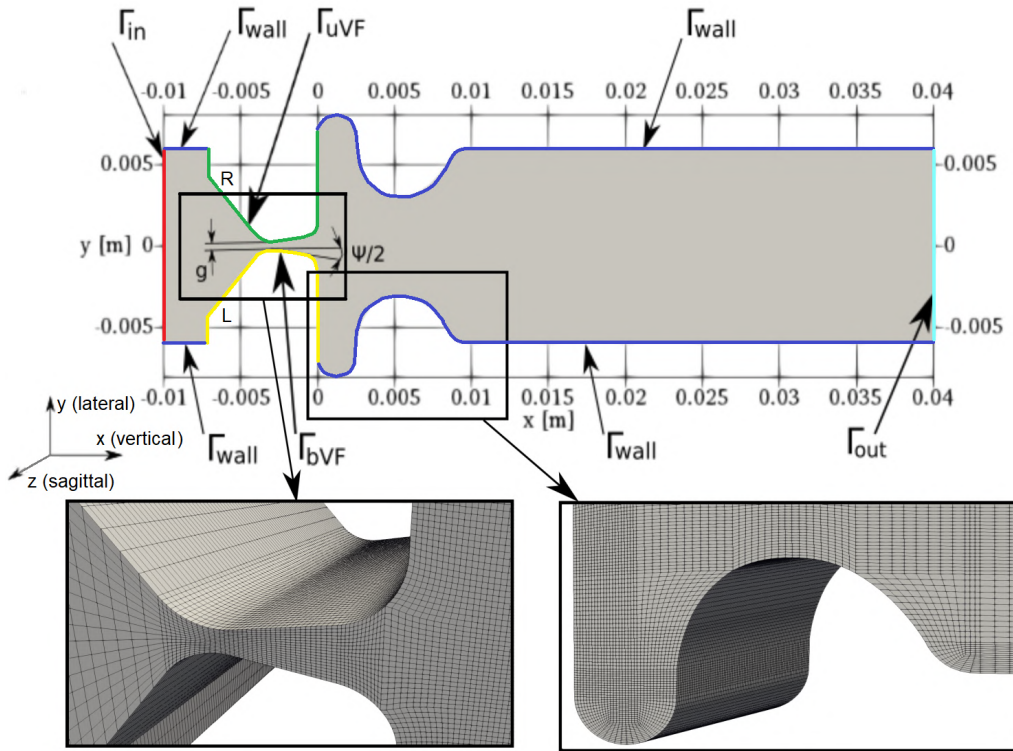 Γin Γwall ΓuVF Γwall
-0.01 -0.005 0 0.005 0.01 0.015 0.02 0.025 0.03 0.035 0.04
0.005 -0.005
R
y [m] 0 0 y [m]
g Ψ/2
L
-0.005 -0.005
-0.01 -0.005 0 0.005 0.01 0.015 0.02 0.025 0.03 0.035 0.04
x [m]
y (lateral)
x (vertical)
z (sagittal)
Γwall ΓbVF Γwall Γout